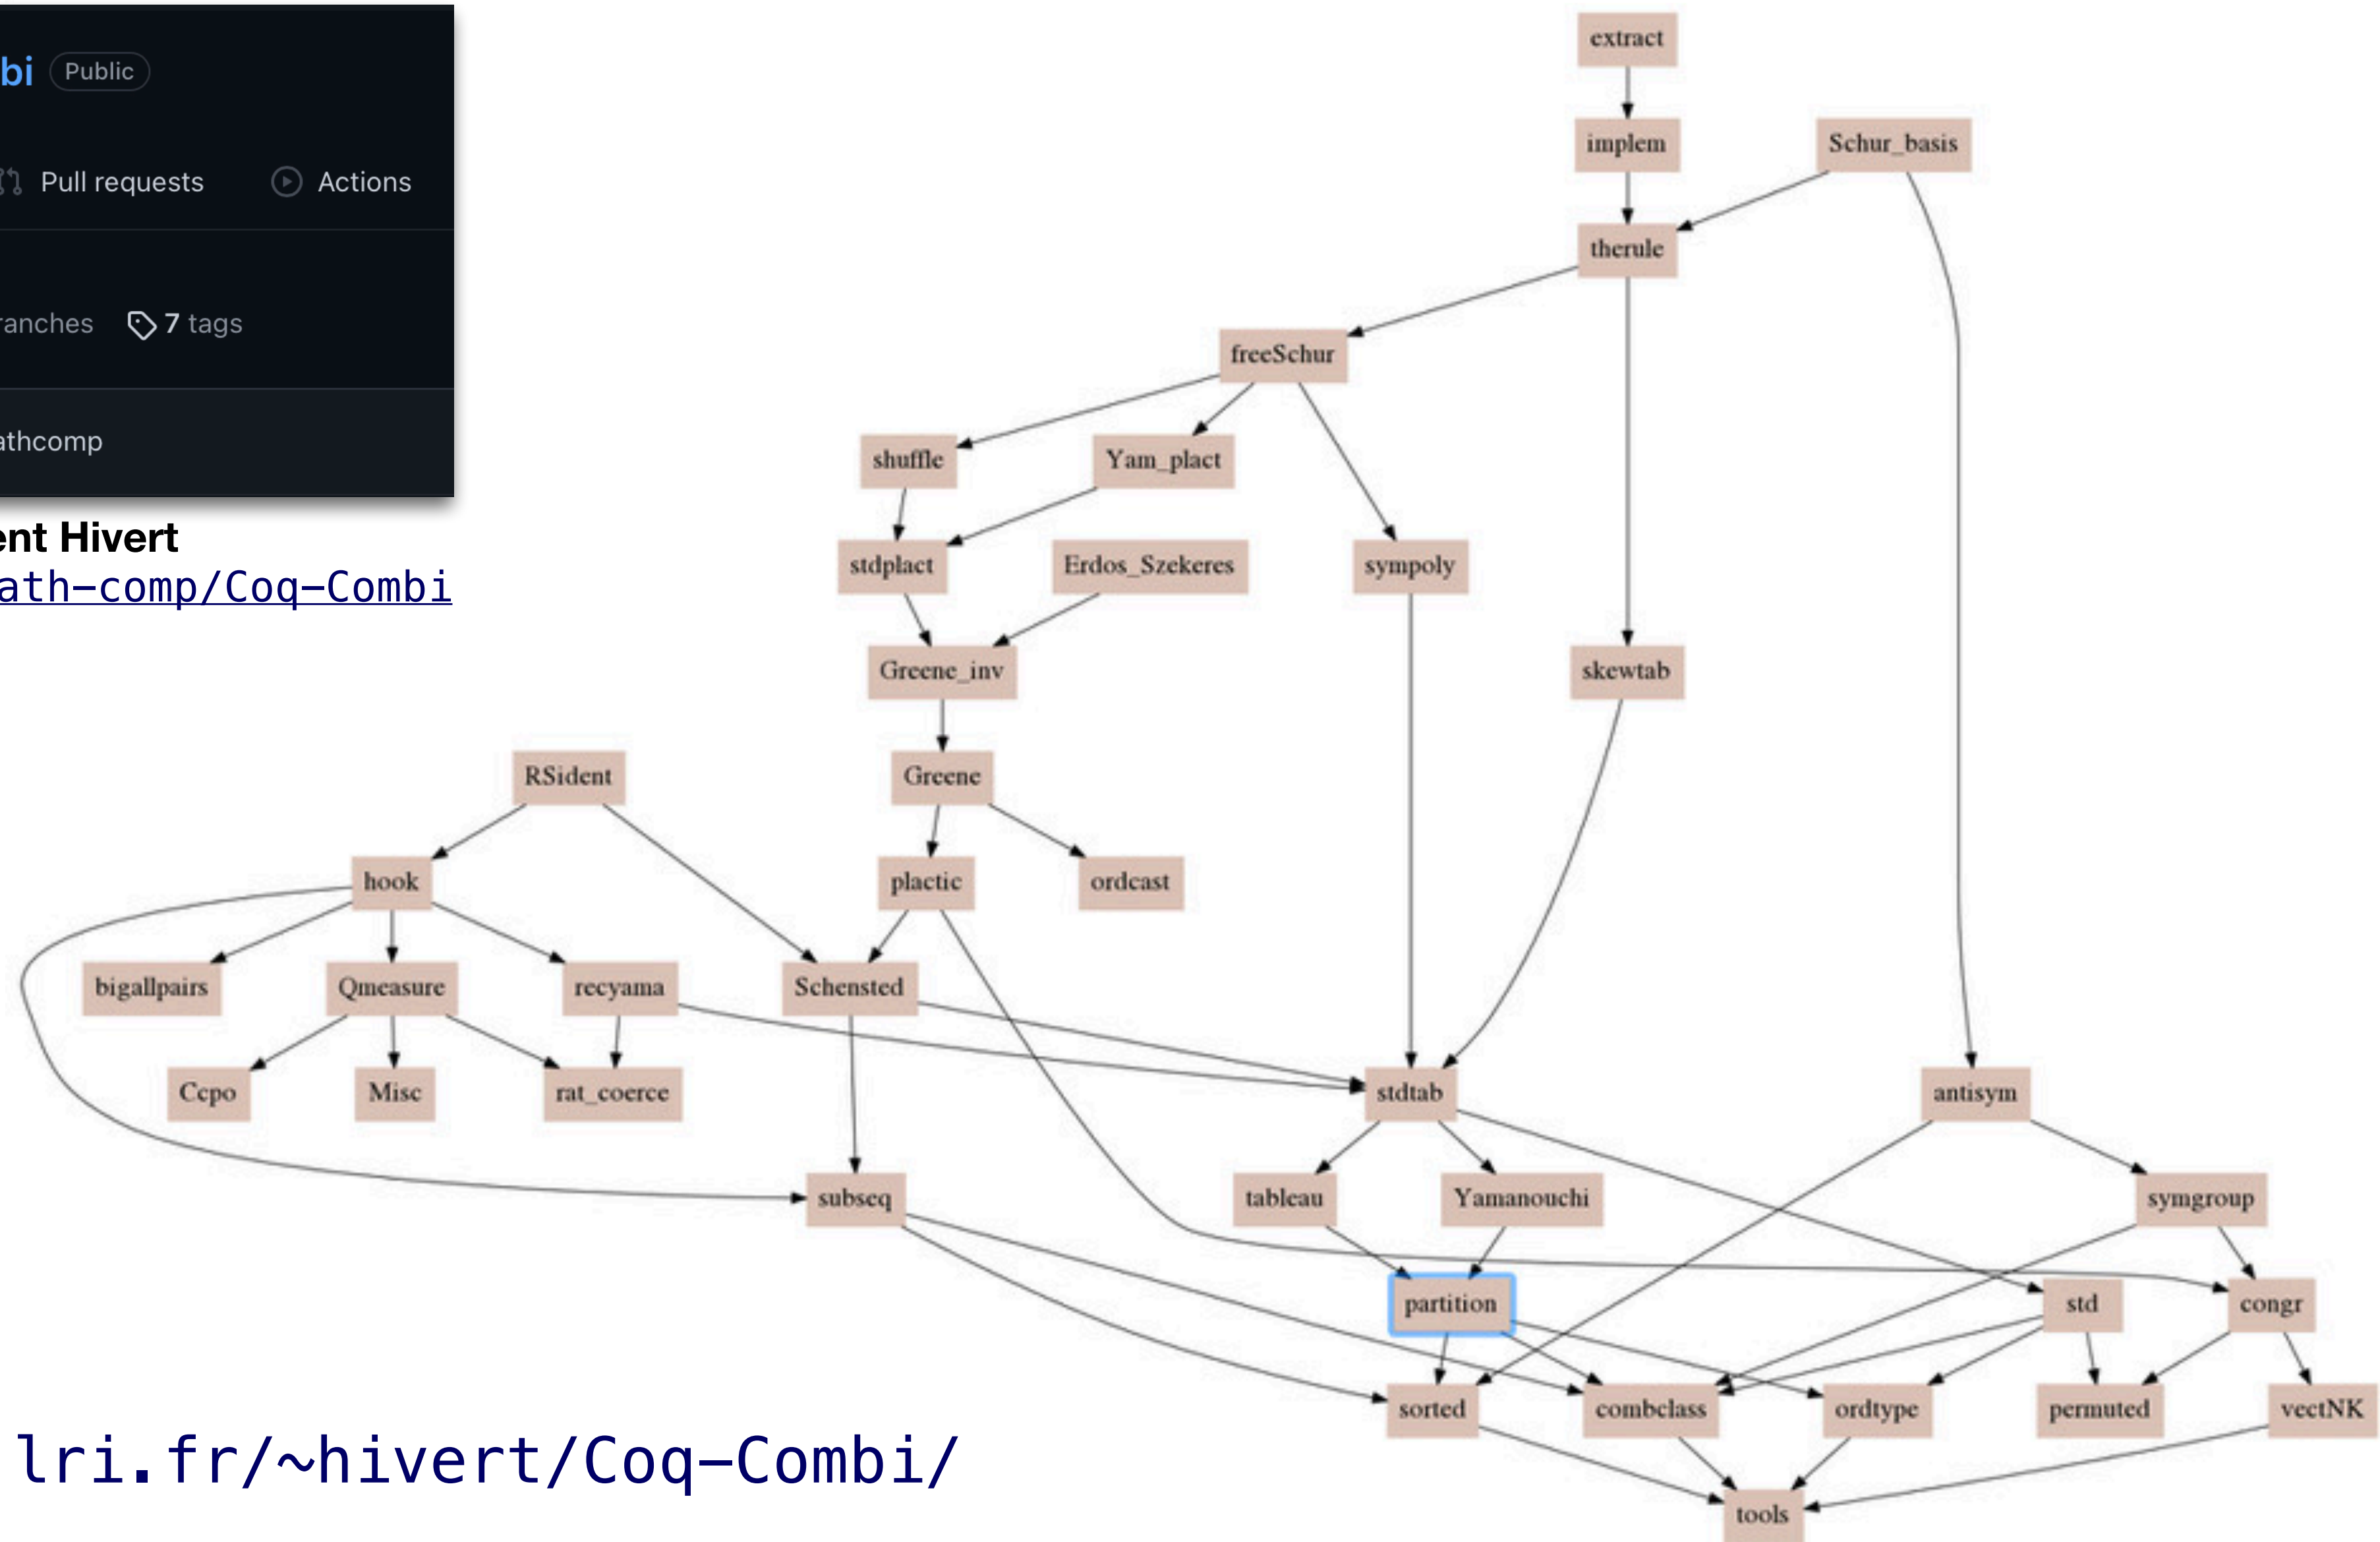 bi Public
Pull requests Actions
ranches 7 tags
athcomp
ent Hivert
ath-comp/Coq-Combi
extract
implem Schur_basis
therule
freeSchur
shuffle Yam_plact
stdplact Erdos_Szekeres sympoly
Greene_inv skewtab
RSident Greene
hook plactic ordcast
bigallpairs Qmeasure recyama Schensted
Ccpo Misc rat_coerce stdtab antisym
subseq tableau Yamanouchi symgroup
partition std congr
sorted combclass ordtype permuted vectNK
lri.fr/~hivert/Coq-Combi/
tools